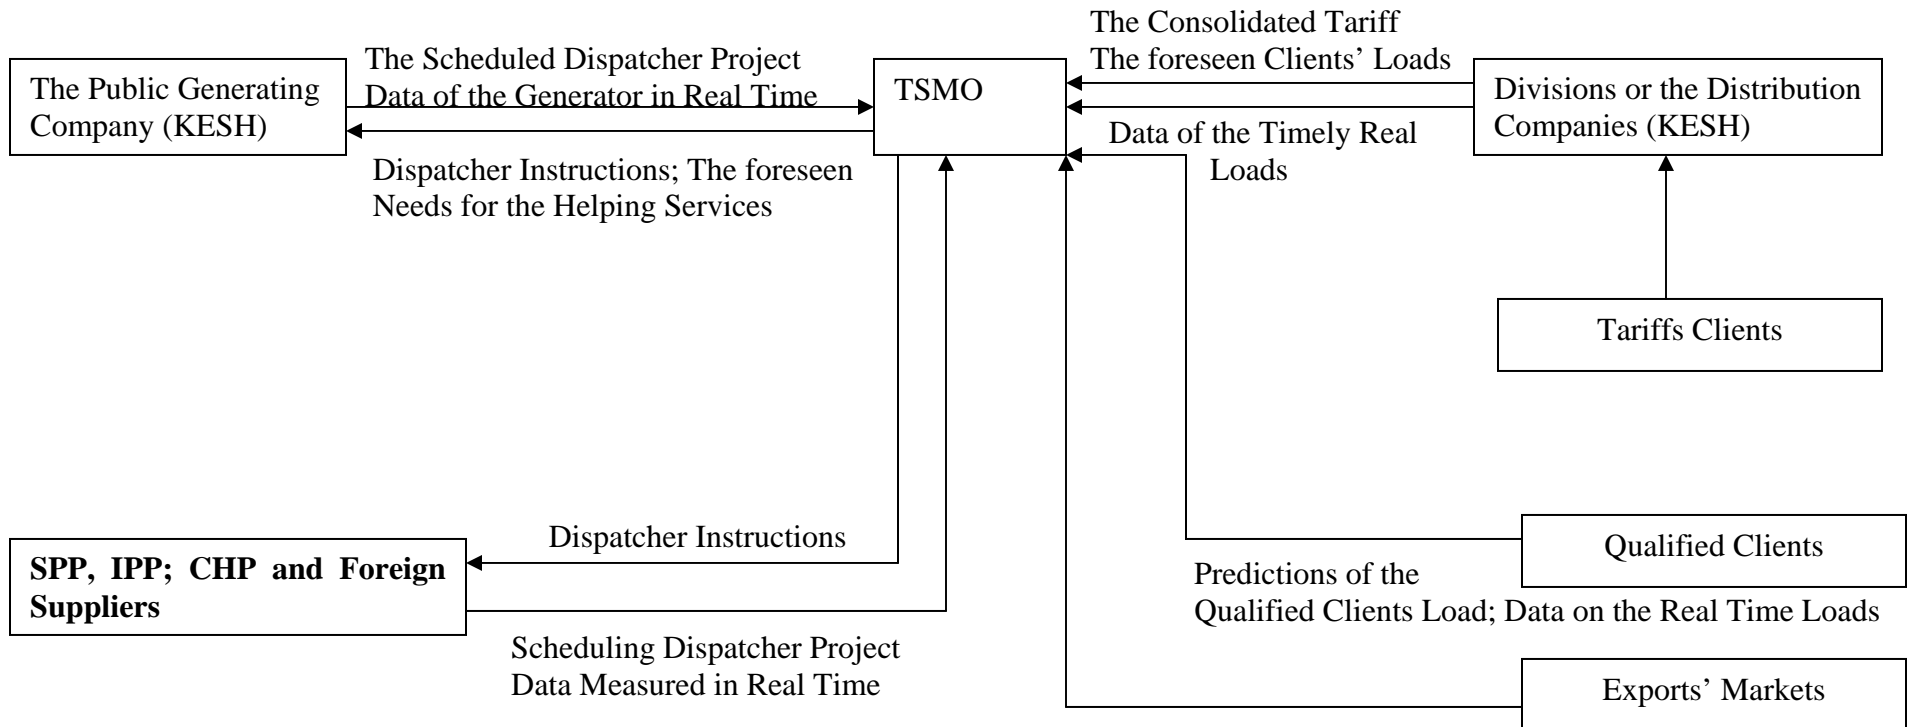 The Consolidated Tariff
The foreseen Clients’ Loads
The Scheduled Dispatcher Project
Data of the Generator in Real Time
The Public Generating
Company (KESH)
TSMO
Divisions or the Distribution
Companies (KESH)
Data of the Timely Real
Loads
Dispatcher Instructions; The foreseen
Needs for the Helping Services
Tariffs Clients
Dispatcher Instructions
Qualified Clients
SPP, IPP; CHP and Foreign
Suppliers
Predictions of the
Qualified Clients Load; Data on the Real Time Loads
Scheduling Dispatcher Project
Data Measured in Real Time
Exports’ Markets